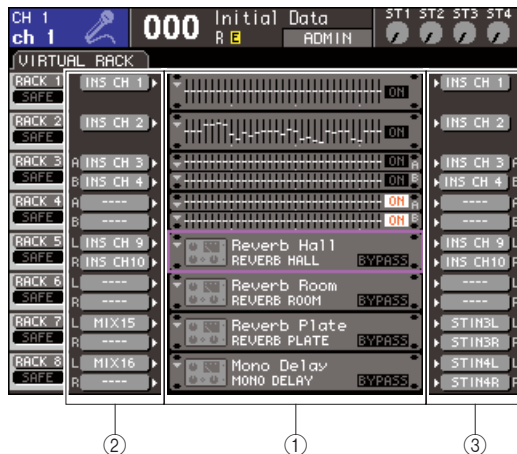 CH 1
ch 1
000 Initial Data
R E ADMIN
ST1 ST2 ST3 ST4
VIRTUAL RACK
RACK 1 INS CH 1 ON INS CH 1
SAFE
RACK 2 INS CH 2 ON INS CH 2
SAFE
RACK 3 A INS CH 3 ON A INS CH 3 A
SAFE B INS CH 4 ON B INS CH 4 B
RACK 4 A ---- ON A ---- A
SAFE B ---- ON B ---- B
RACK 5 L INS CH 9 Reverb Hall INS CH 9 L
SAFE R INS CH10 REVERB HALL BYPASS INS CH10 R
RACK 6 L ---- Reverb Room ---- L
SAFE R ---- REVERB ROOM BYPASS ---- R
RACK 7 L MIX15 Reverb Plate STIN3L L
SAFE R ---- REVERB PLATE BYPASS STIN3R R
RACK 8 L MIX16 Mono Delay STIN4L L
SAFE R ---- MONO DELAY BYPASS STIN4R R
② ① ③